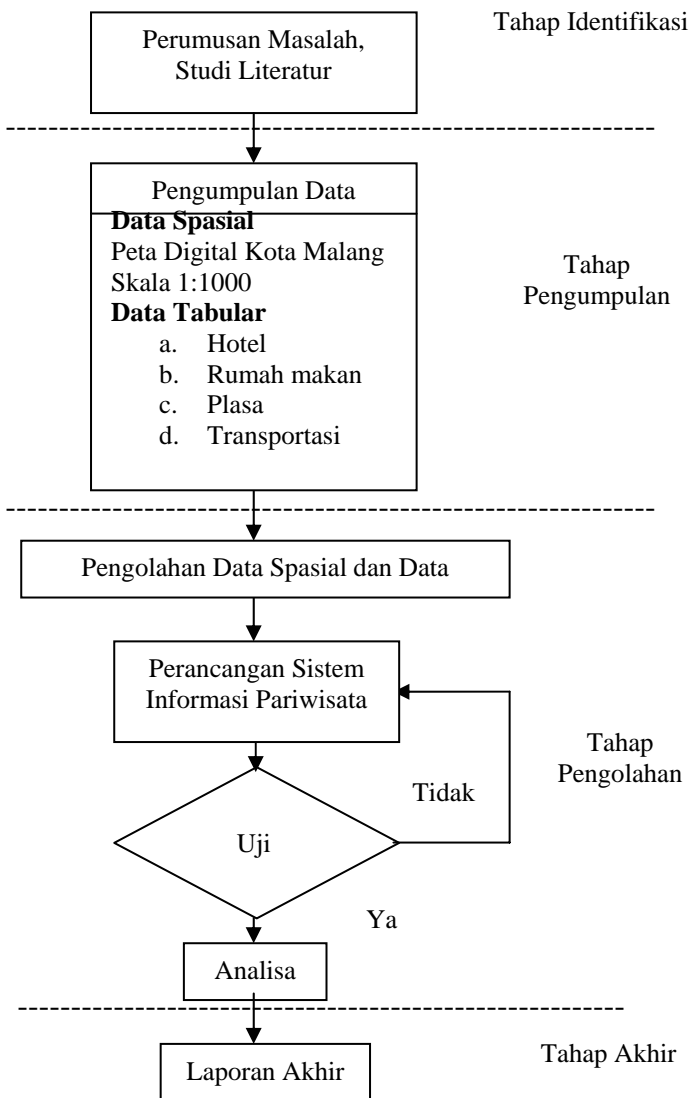 Tahap Identifikasi
Perumusan Masalah,
Studi Literatur
Pengumpulan Data
Data Spasial
Peta Digital Kota Malang
Skala 1:1000
Data Tabular
a. Hotel
b. Rumah makan
c. Plasa
d. Transportasi
Tahap
Pengumpulan
Pengolahan Data Spasial dan Data
Perancangan Sistem
Informasi Pariwisata
Tahap
Pengolahan
Tidak
Uji
Ya
Analisa
Tahap Akhir
Laporan Akhir